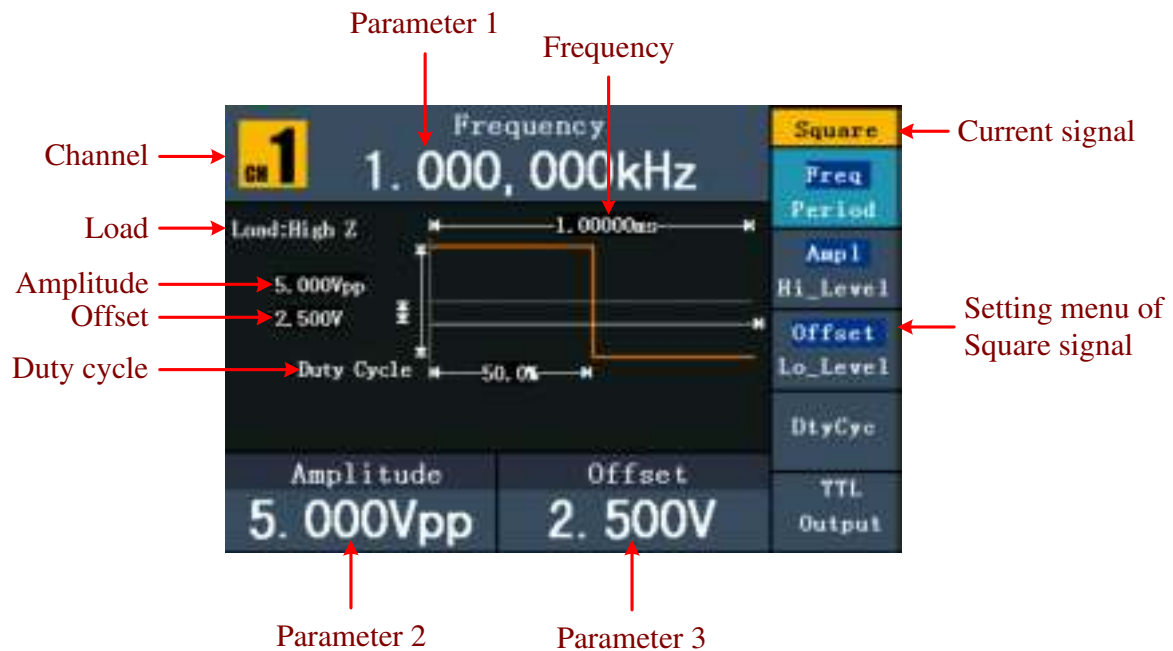 Parameter 1
Frequency
Channel
Load
Amplitude
Offset
Duty cycle
CH 1
Frequency
1.000,000kHz
Load:High Z
1.00000ms
5.000Vpp
2.500V
Duty Cycle
50.0%
Amplitude
5.000Vpp
Offset
2.500V
Square
Freq
Period
Ampl
Hi_Level
Offset
Lo_Level
DtyCyc
TTL
Output
Current signal
Setting menu of
Square signal
Parameter 2
Parameter 3